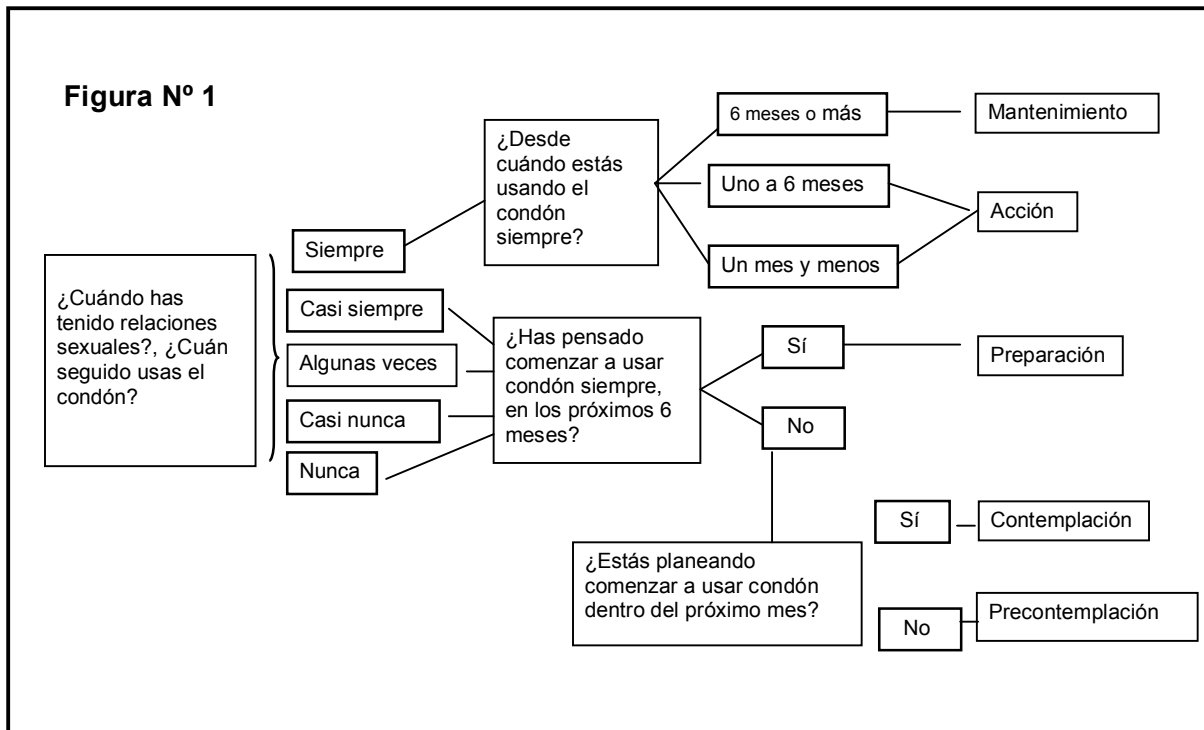 Figura Nº 1
¿Cuándo has
tenido relaciones
sexuales?, ¿Cuán
seguido usas el
condón?
Siempre
Casi siempre
Algunas veces
Casi nunca
Nunca
¿Desde
cuándo estás
usando el
condón
siempre?
6 meses o más
Mantenimiento
Uno a 6 meses
Acción
Un mes y menos
¿Has pensado
comenzar a usar
condón siempre,
en los próximos 6
meses?
Sí
Preparación
No
¿Estás planeando
comenzar a usar condón
dentro del próximo mes?
Sí
Contemplación
No
Precontemplación